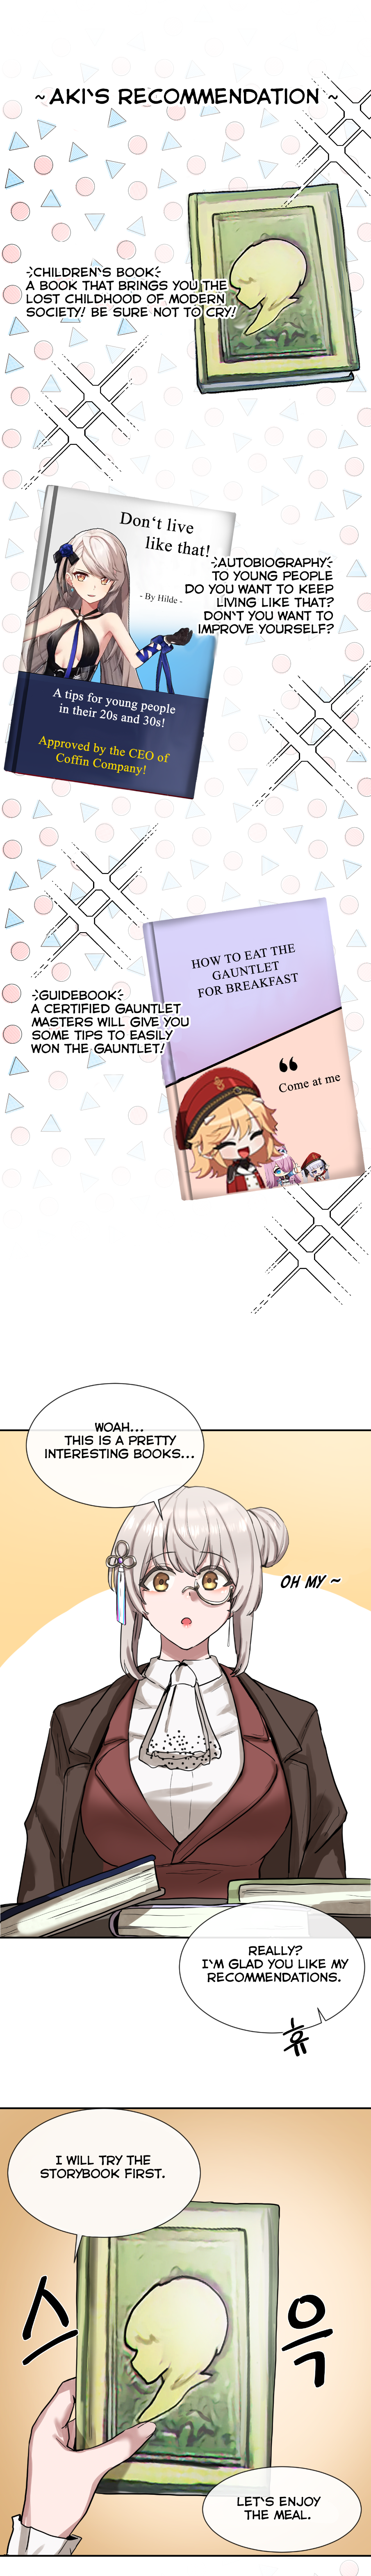 ~AKI'S RECOMMENDATION~
CHILDREN'S BOOK
A BOOK THAT BRINGS YOU THE
LOST CHILDHOOD OF MODERN
SOCIETY! BE SURE NOT TO CRY!
Don't live
like that!
- By Hilde -
AUTOBIOGRAPHY
TO YOUNG PEOPLE
DO YOU WANT TO KEEP
LIVING LIKE THAT?
DON'T YOU WANT TO
IMPROVE YOURSELF?
A tips for young people
in their 20s and 30s!
Approved by the CEO of
Coffin Company!
HOW TO EAT THE
GAUNTLET
FOR BREAKFAST
GUIDEBOOK
A CERTIFIED GAUNTLET
MASTERS WILL GIVE YOU
SOME TIPS TO EASILY
WON THE GAUNTLET!
“
Come at me
WOAH...
THIS IS A PRETTY
INTERESTING BOOKS...
OH MY ~
REALLY?
I'M GLAD YOU LIKE MY
RECOMMENDATIONS.
휴
I WILL TRY THE
STORYBOOK FIRST.
스
윽
LET'S ENJOY
THE MEAL.